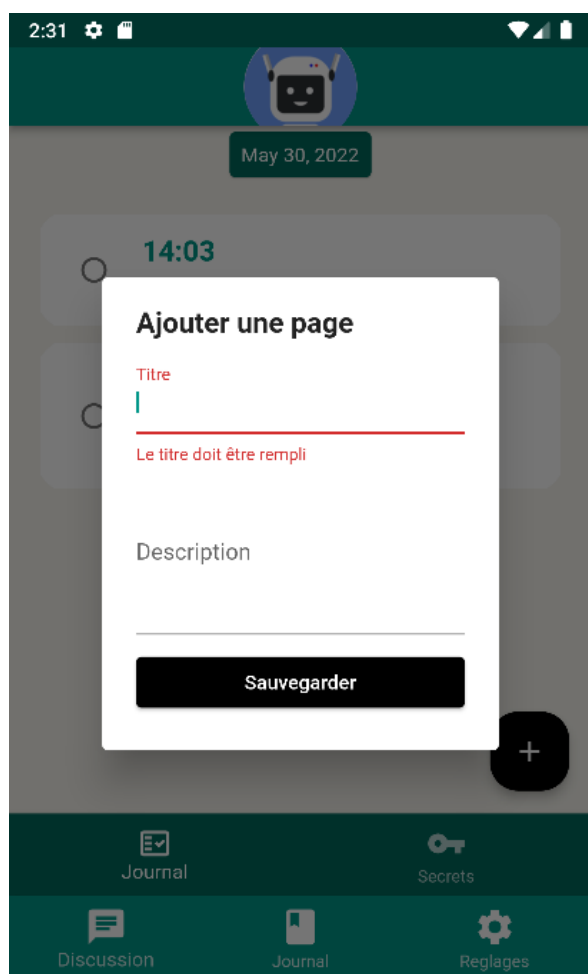 2:31
May 30, 2022
14:03
Ajouter une page
Titre
Le titre doit être rempli
Description
Sauvegarder
+
Journal
Secrets
Discussion
Journal
Reglages